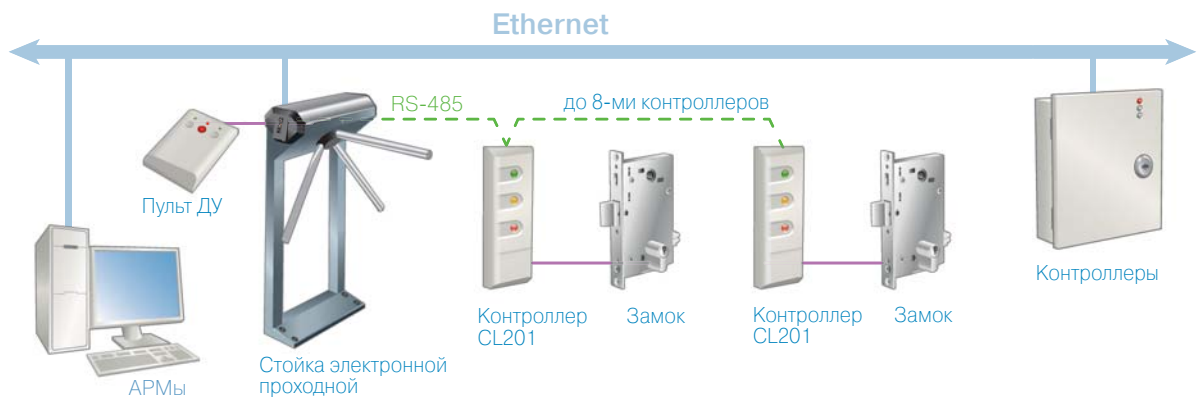 Ethernet
RS-485
до 8-ми контроллеров
Пульт ДУ
Контроллеры
Контроллер
CL201
Замок
Контроллер
CL201
Замок
Стойка электронной
проходной
АРМы